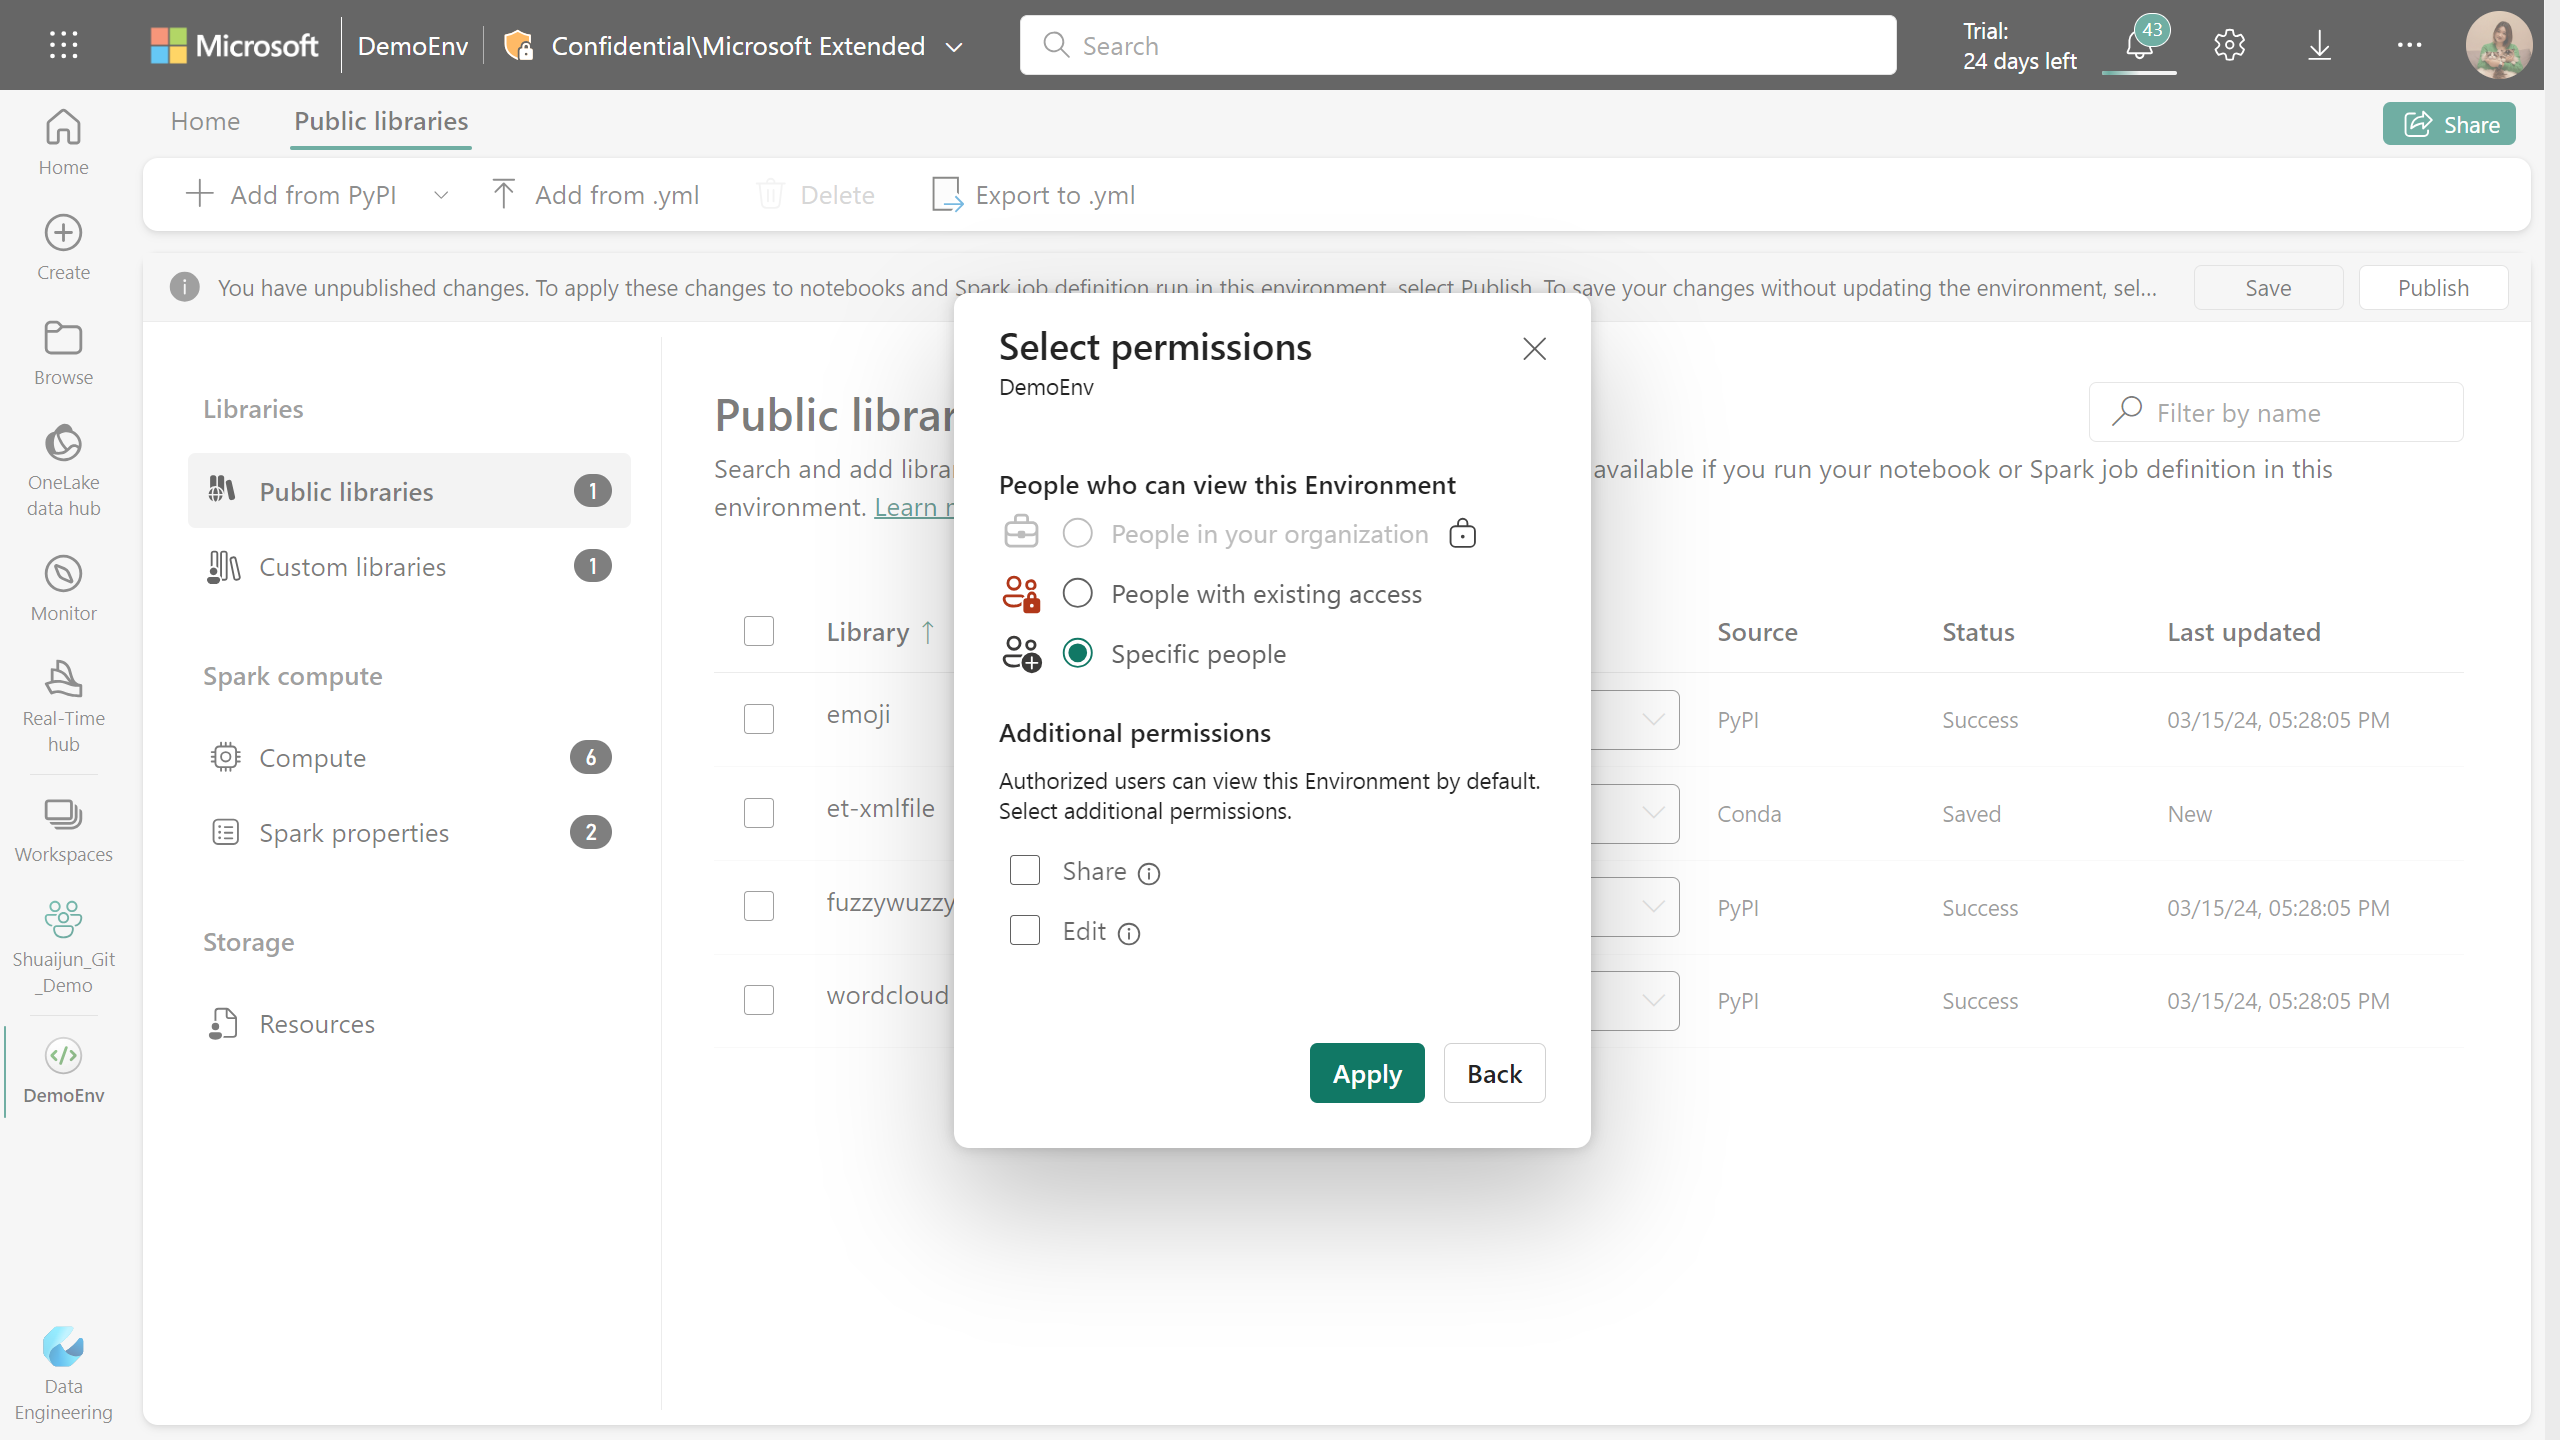 Microsoft
DemoEnv
Confidential\Microsoft Extended
Search
Trial:
24 days left
43
Home
Public libraries
Share
Home
Create
Browse
OneLake
data hub
Monitor
Real-Time
hub
Workspaces
Shuaijun_Git
_Demo
DemoEnv
Data
Engineering
Add from PyPI
Add from .yml
Delete
Export to .yml
You have unpublished changes. To apply these changes to notebooks and Spark job definition run in this environment, select Publish. To save your changes without updating the environment, sel...
Save
Publish
Libraries
Public libraries 1
Custom libraries 1
Spark compute
Compute 6
Spark properties 2
Storage
Resources
Public librar
Filter by name
Search and add libra
available if you run your notebook or Spark job definition in this
environment. Learn
Library ↑
Source
Status
Last updated
emoji
PyPI
Success
03/15/24, 05:28:05 PM
et-xmlfile
Conda
Saved
New
fuzzywuzzy
PyPI
Success
03/15/24, 05:28:05 PM
wordcloud
PyPI
Success
03/15/24, 05:28:05 PM
Select permissions
DemoEnv
People who can view this Environment
People in your organization
People with existing access
Specific people
Additional permissions
Authorized users can view this Environment by default.
Select additional permissions.
Share
Edit
Apply
Back